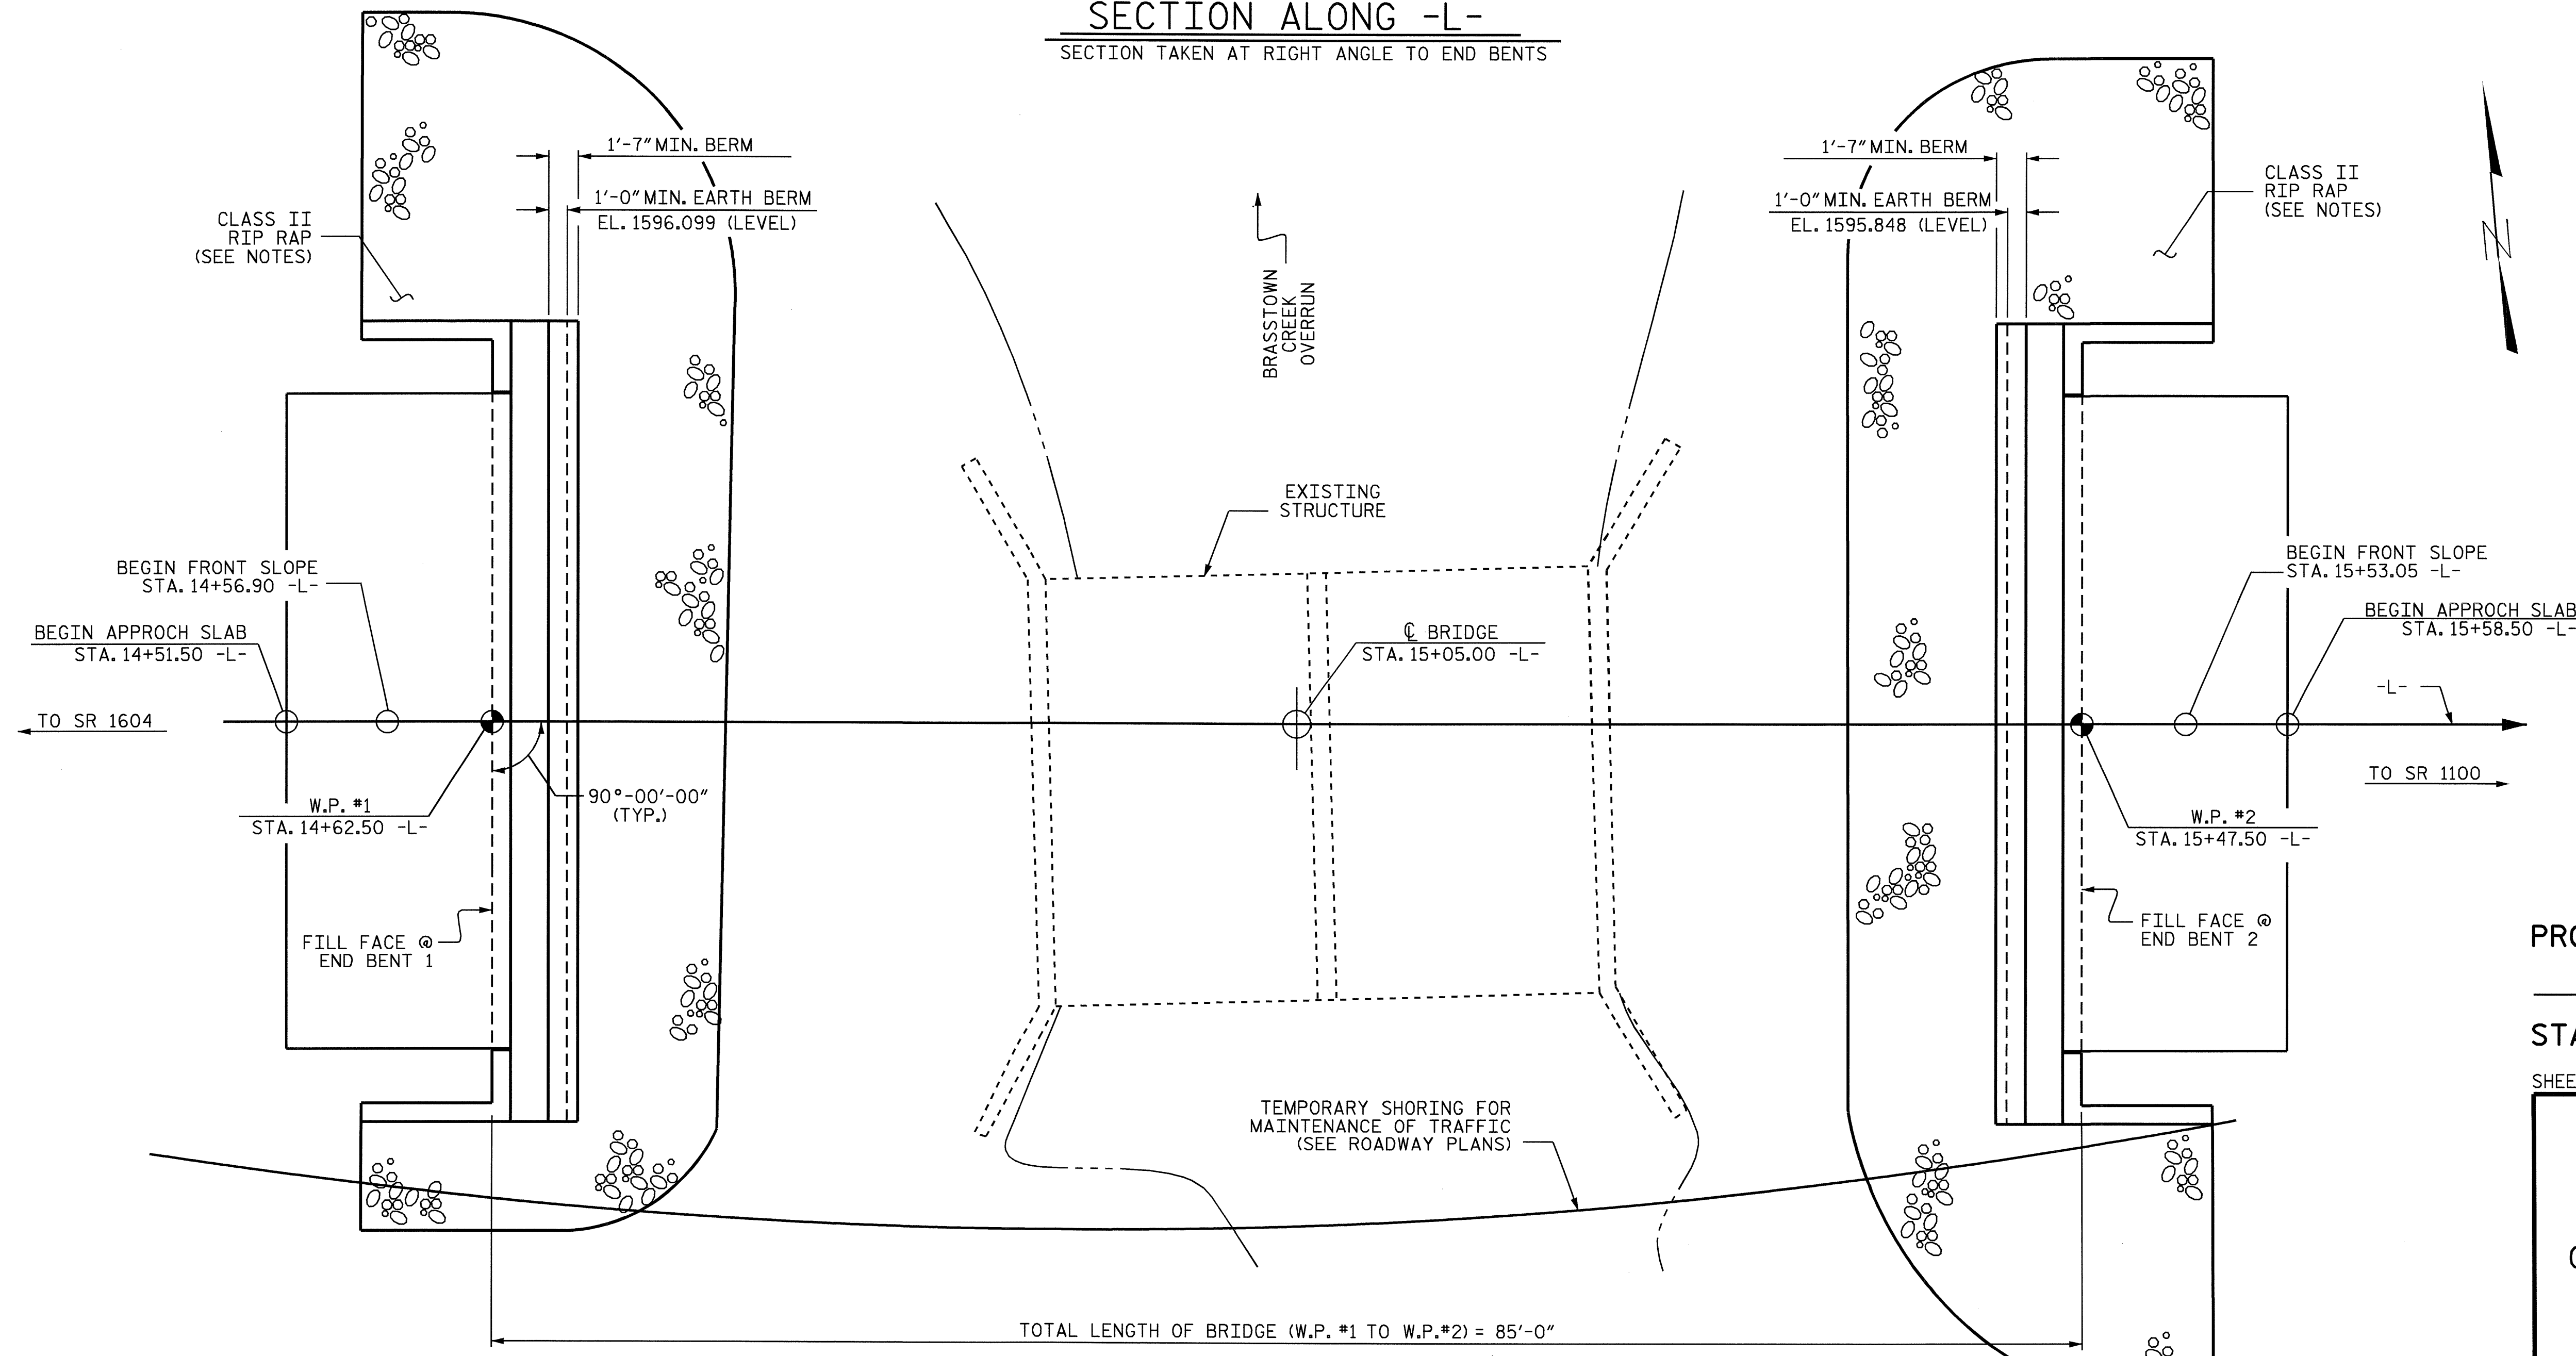 SECTION ALONG -L-
SECTION TAKEN AT RIGHT ANGLE TO END BENTS
1'-7" MIN. BERM
1'-0" MIN. EARTH BERM
EL. 1596.099 (LEVEL)
CLASS II
RIP RAP
(SEE NOTES)
1'-7" MIN. BERM
1'-0" MIN. EARTH BERM
EL. 1595.848 (LEVEL)
CLASS II
RIP RAP
(SEE NOTES)
N
BRASSTOWN
CREEK
OVERRUN
EXISTING
STRUCTURE
BEGIN FRONT SLOPE
STA. 14+56.90 -L-
BEGIN APPROCH SLAB
STA. 14+51.50 -L-
TO SR 1604
℄ BRIDGE
STA. 15+05.00 -L-
BEGIN FRONT SLOPE
STA. 15+53.05 -L-
BEGIN APPROCH SLAB
STA. 15+58.50 -L-
-L-
TO SR 1100
W.P. #1
STA. 14+62.50 -L-
90°-00'-00"
(TYP.)
W.P. #2
STA. 15+47.50 -L-
FILL FACE @
END BENT 1
FILL FACE @
END BENT 2
TEMPORARY SHORING FOR
MAINTENANCE OF TRAFFIC
(SEE ROADWAY PLANS)
TOTAL LENGTH OF BRIDGE (W.P. #1 TO W.P. #2) = 85'-0"
PRO
STA
SHEE